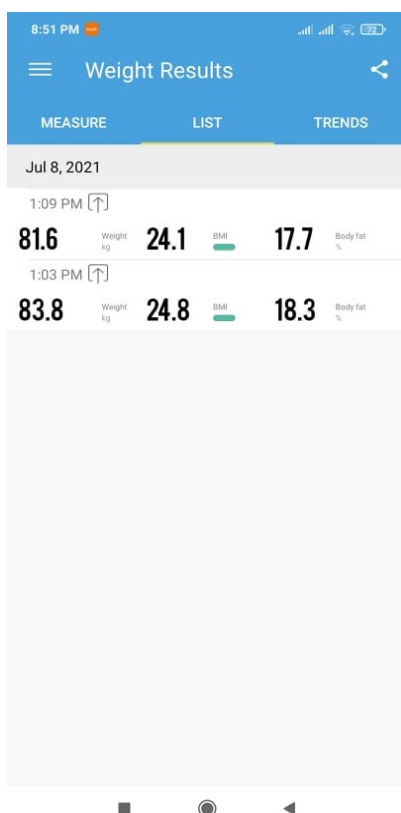 8:51 PM 72
Weight Results
MEASURE LIST TRENDS
Jul 8, 2021
1:09 PM
81.6 Weight kg 24.1 BMI 17.7 Body fat %
1:03 PM
83.8 Weight kg 24.8 BMI 18.3 Body fat %